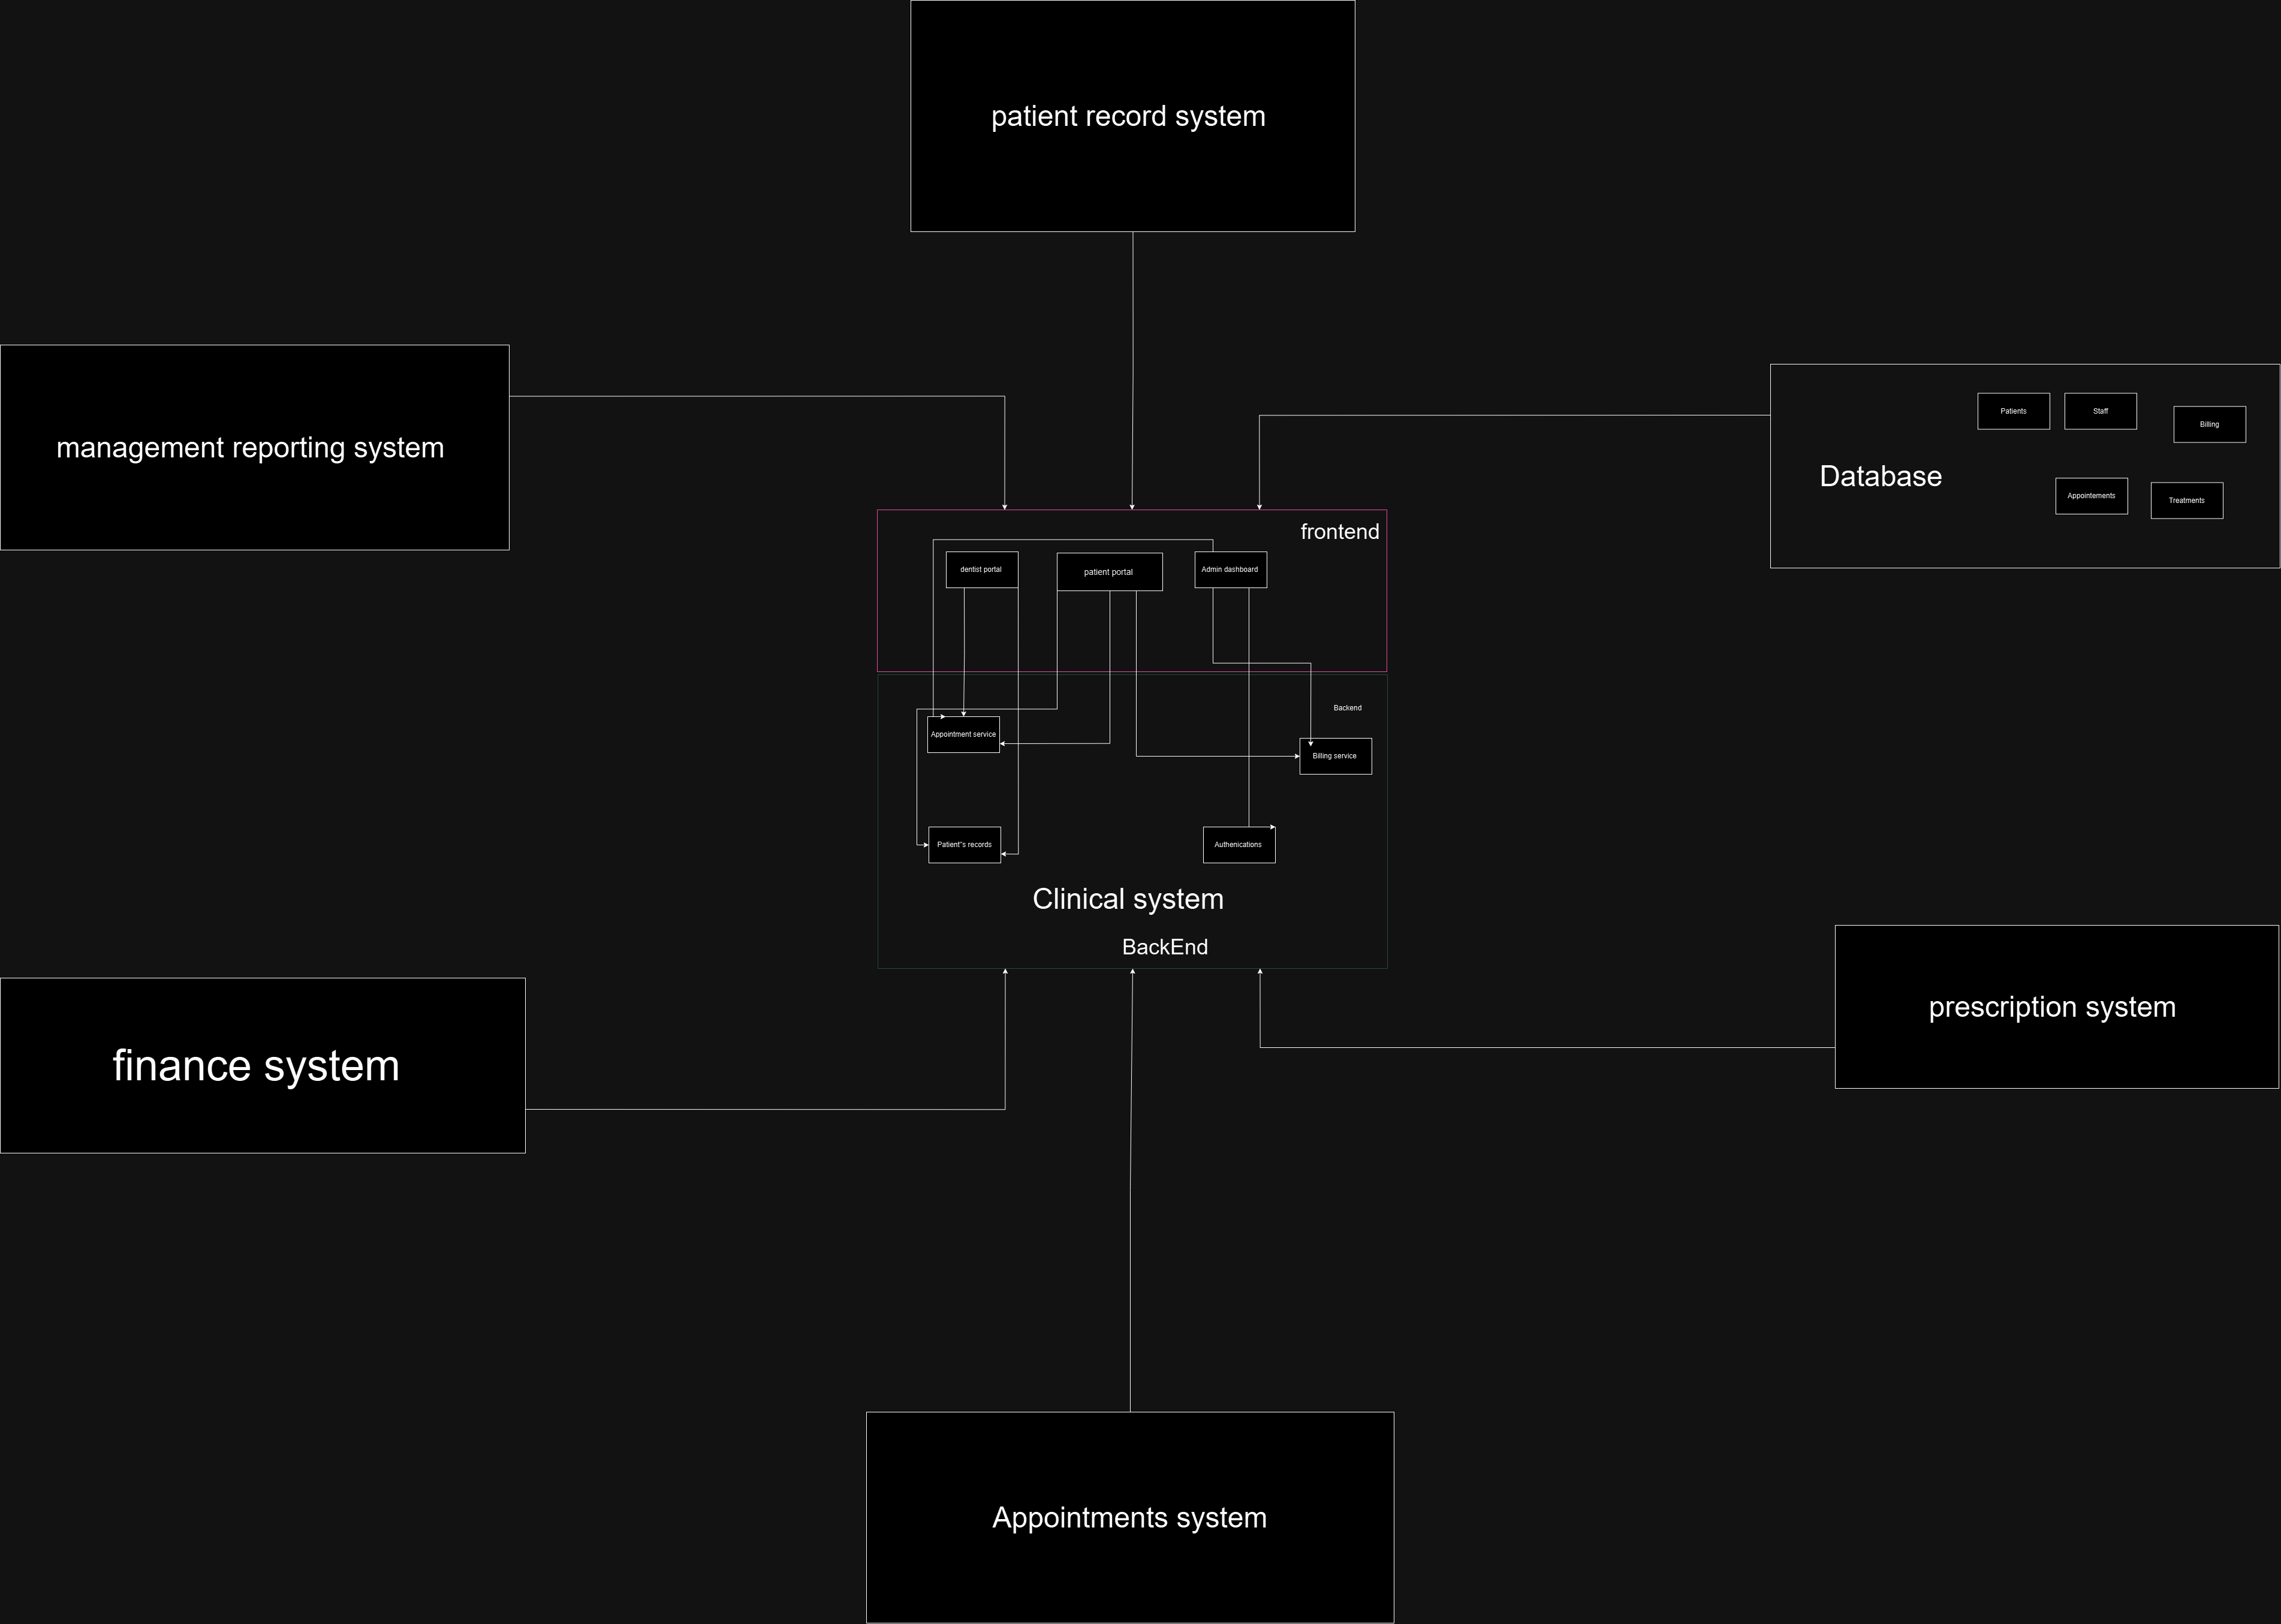 patient record system
management reporting system
Patients
Staff
Billing
Database
Appointements
Treatments
frontend
dentist portal
patient portal
Admin dashboard
Backend
Appointment service
Billing service
Patient"s records
Authenications
Clinical system
BackEnd
prescription system
finance system
Appointments system